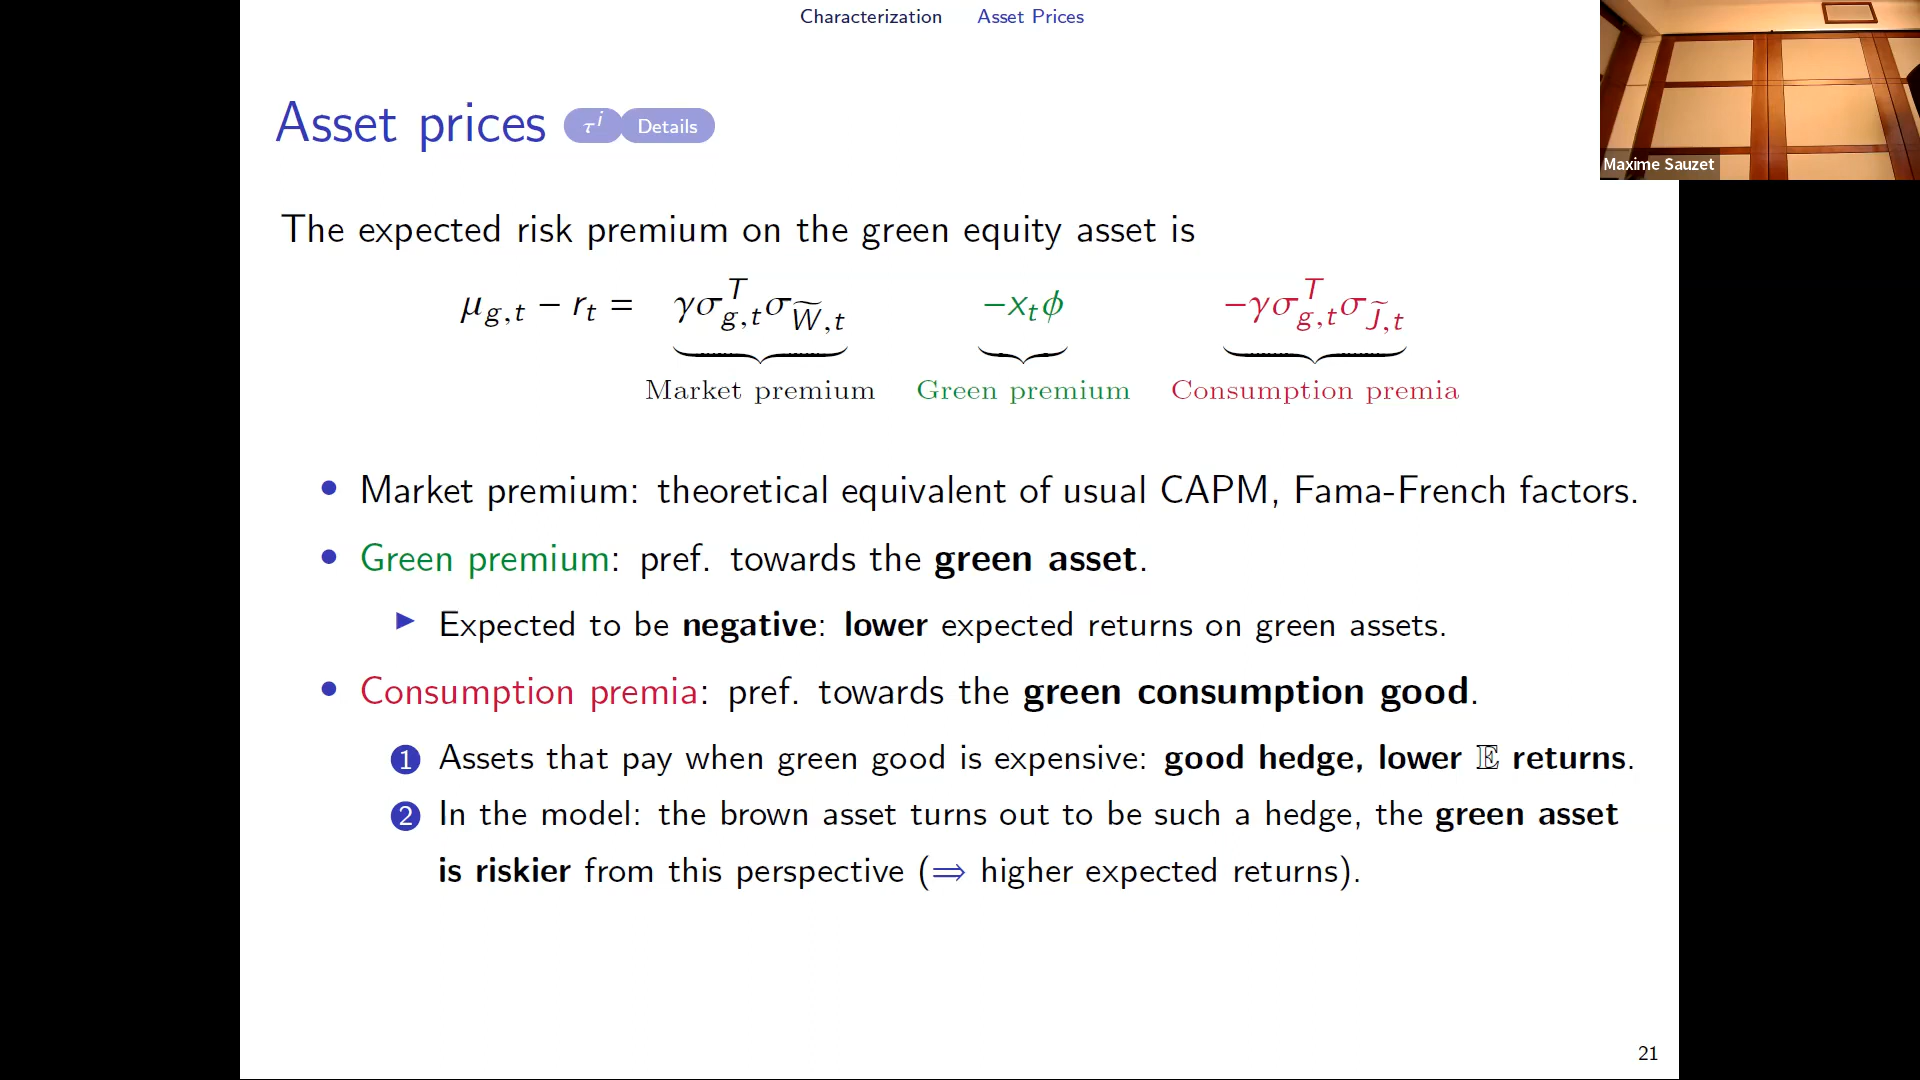 Characterization Asset Prices
Asset prices τ^i Details
Maxime Sauzet
The expected risk premium on the green equity asset is
μ_{g,t} − r_t = γσ^T_{g,t}σ_{W̃,t} −x_tϕ −γσ^T_{g,t}σ_{J̃,t}
Market premium Green premium Consumption premia
• Market premium: theoretical equivalent of usual CAPM, Fama-French factors.
• Green premium: pref. towards the green asset.
▶ Expected to be negative: lower expected returns on green assets.
• Consumption premia: pref. towards the green consumption good.
1 Assets that pay when green good is expensive: good hedge, lower 𝔼 returns.
2 In the model: the brown asset turns out to be such a hedge, the green asset
is riskier from this perspective (⇒ higher expected returns).
21